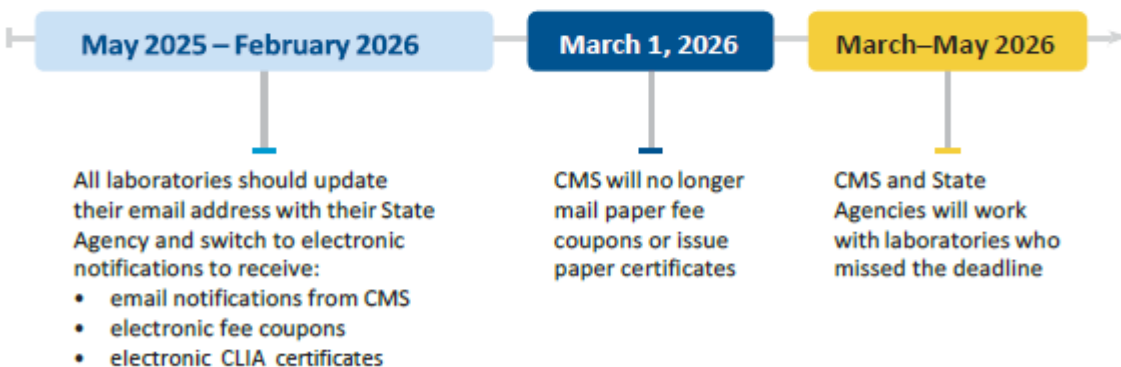 May 2025 – February 2026
All laboratories should update
their email address with their State
Agency and switch to electronic
notifications to receive:
• email notifications from CMS
• electronic fee coupons
• electronic CLIA certificates
March 1, 2026
CMS will no longer
mail paper fee
coupons or issue
paper certificates
March–May 2026
CMS and State
Agencies will work
with laboratories who
missed the deadline